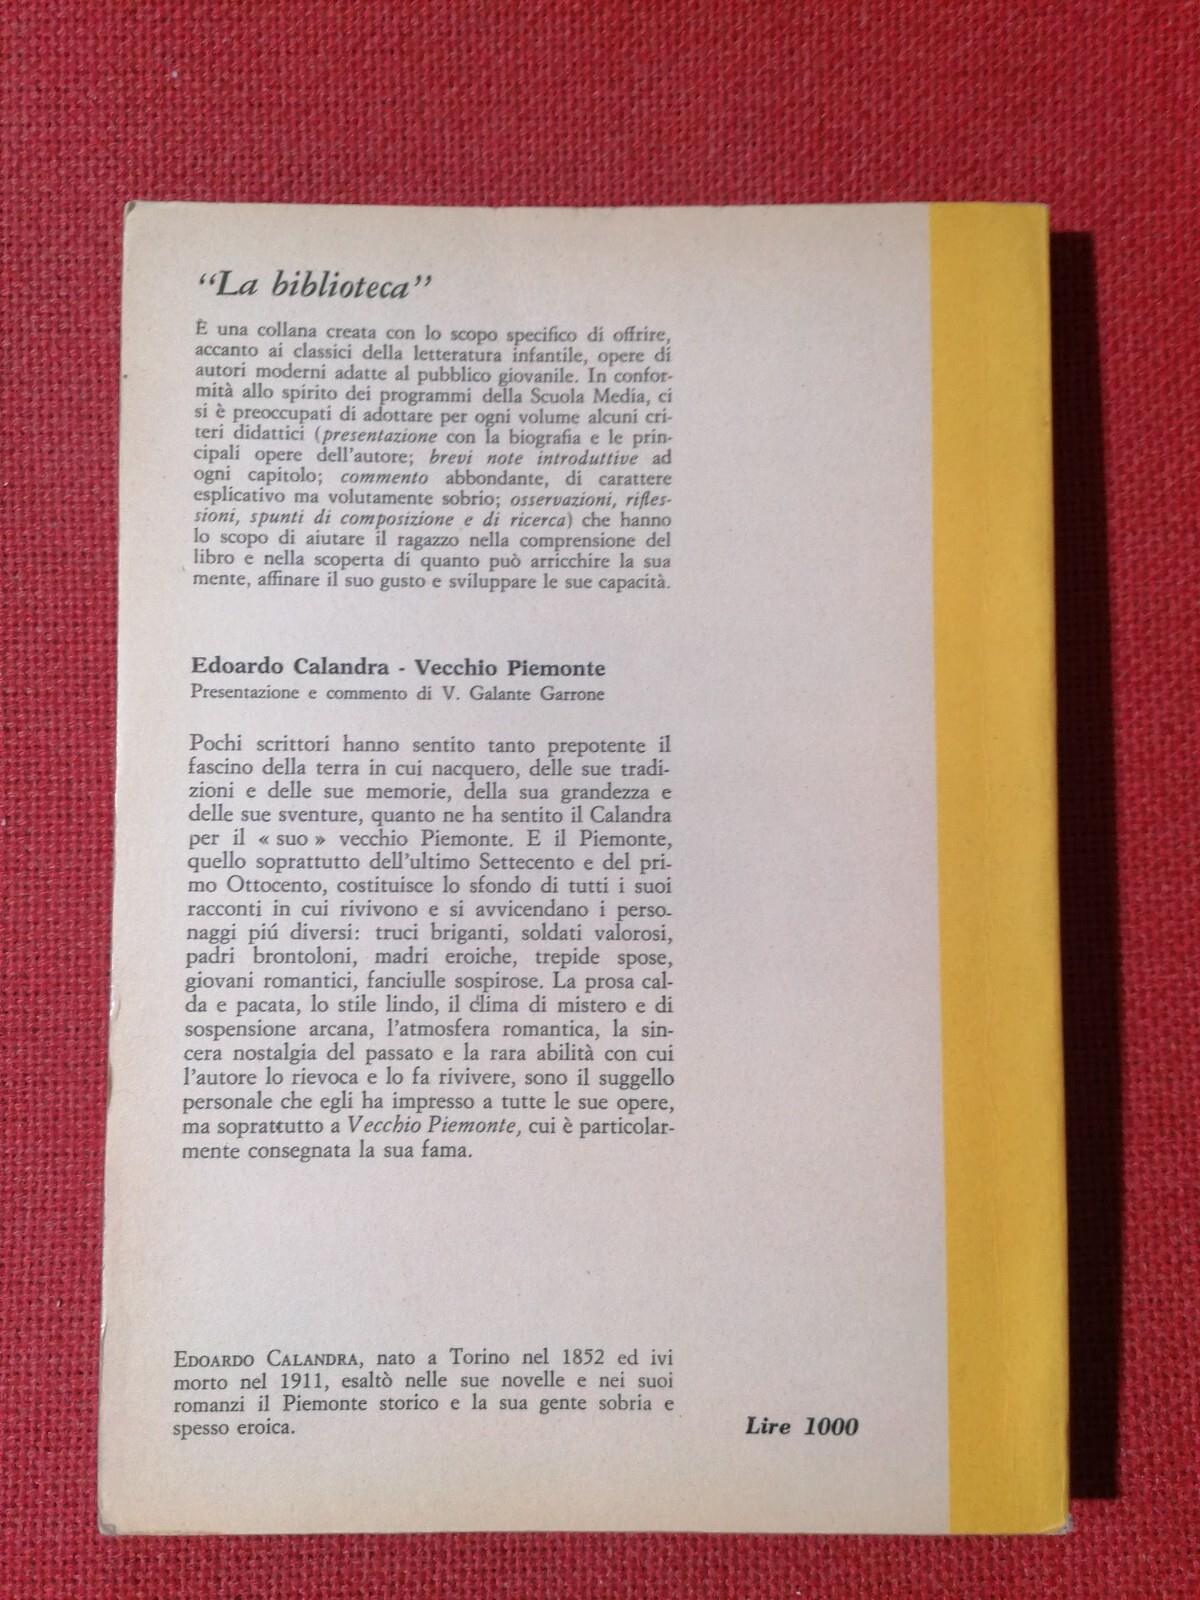 “La biblioteca”
È una collana creata con lo scopo specifico di offrire,
accanto ai classici della letteratura infantile, opere di
autori moderni adatte al pubblico giovanile. In confor-
mità allo spirito dei programmi della Scuola Media, ci
si è preoccupati di adottare per ogni volume alcuni cri-
teri didattici (presentazione con la biografia e le prin-
cipali opere dell'autore; brevi note introduttive ad
ogni capitolo; commento abbondante, di carattere
esplicativo ma volutamente sobrio; osservazioni, rifles-
sioni, spunti di composizione e di ricerca) che hanno
lo scopo di aiutare il ragazzo nella comprensione del
libro e nella scoperta di quanto può arricchire la sua
mente, affinare il suo gusto e sviluppare le sue capacità.
Edoardo Calandra - Vecchio Piemonte
Presentazione e commento di V. Galante Garrone
Pochi scrittori hanno sentito tanto prepotente il
fascino della terra in cui nacquero, delle sue tradi-
zioni e delle sue memorie, della sua grandezza e
delle sue sventure, quanto ne ha sentito il Calandra
per il « suo » vecchio Piemonte. E il Piemonte,
quello soprattutto dell'ultimo Settecento e del pri-
mo Ottocento, costituisce lo sfondo di tutti i suoi
racconti in cui rivivono e si avvicendano i perso-
naggi piú diversi: truci briganti, soldati valorosi,
padri brontoloni, madri eroiche, trepide spose,
giovani romantici, fanciulle sospirose. La prosa cal-
da e pacata, lo stile lindo, il clima di mistero e di
sospensione arcana, l'atmosfera romantica, la sin-
cera nostalgia del passato e la rara abilità con cui
l'autore lo rievoca e lo fa rivivere, sono il suggello
personale che egli ha impresso a tutte le sue opere,
ma soprattutto a Vecchio Piemonte, cui è particolar-
mente consegnata la sua fama.
EDOARDO CALANDRA, nato a Torino nel 1852 ed ivi
morto nel 1911, esaltò nelle sue novelle e nei suoi
romanzi il Piemonte storico e la sua gente sobria e
spesso eroica.
Lire 1000